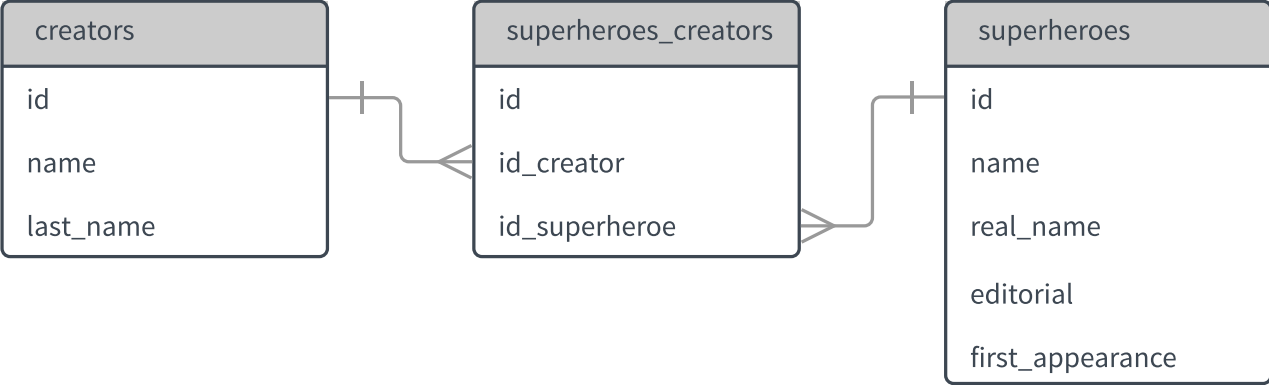 creators
id
name
last_name
superheroes_creators
id
id_creator
id_superheroe
superheroes
id
name
real_name
editorial
first_appearance